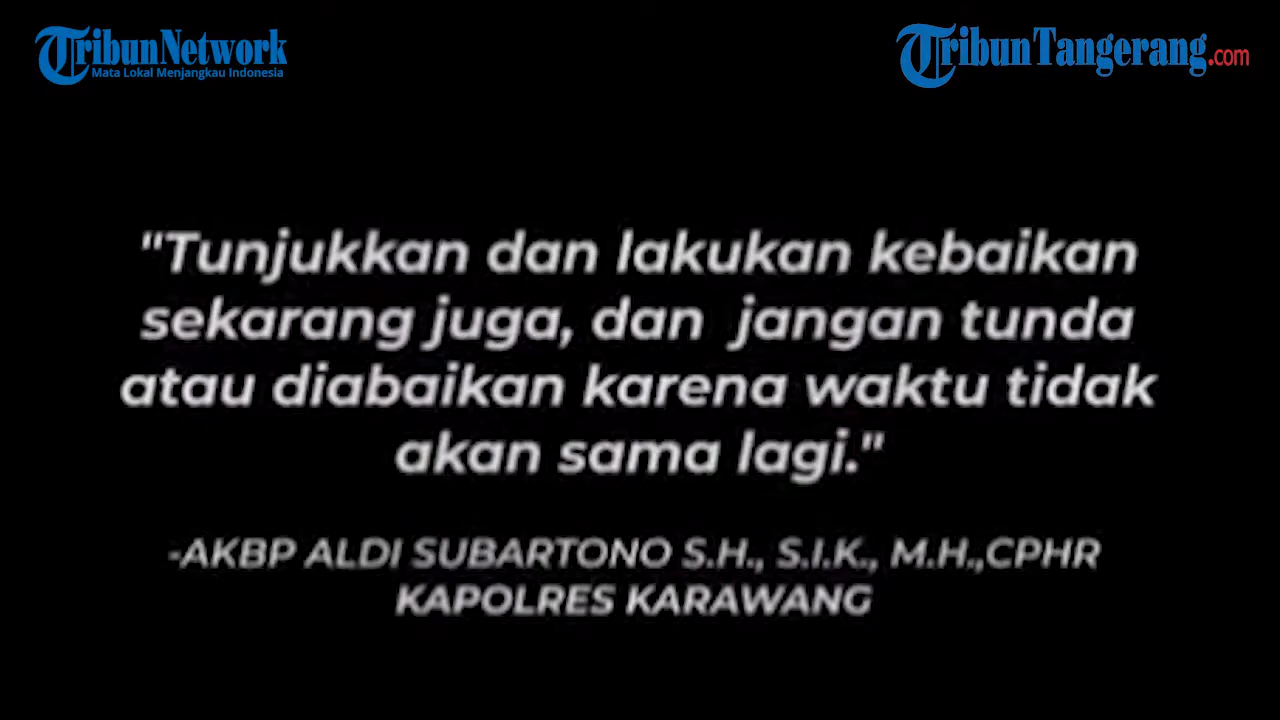 TribunNetwork
Mata Lokal Menjangkau Indonesia
TribunTangerang.com
"Tunjukkan dan lakukan kebaikan
sekarang juga, dan jangan tunda
atau diabaikan karena waktu tidak
akan sama lagi."
-AKBP ALDI SUBARTONO S.H., S.I.K., M.H.,CPHR
KAPOLRES KARAWANG